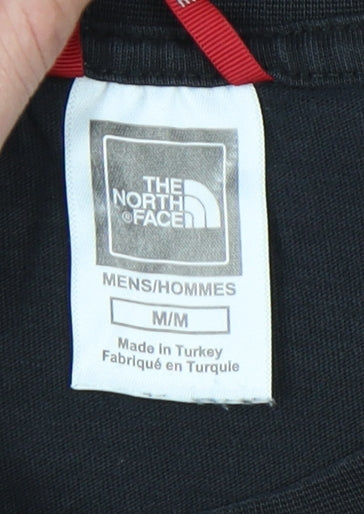 THE
NORTH
®FACE
MENS/HOMMES
M/M
Made in Turkey
Fabriqué en Turquie